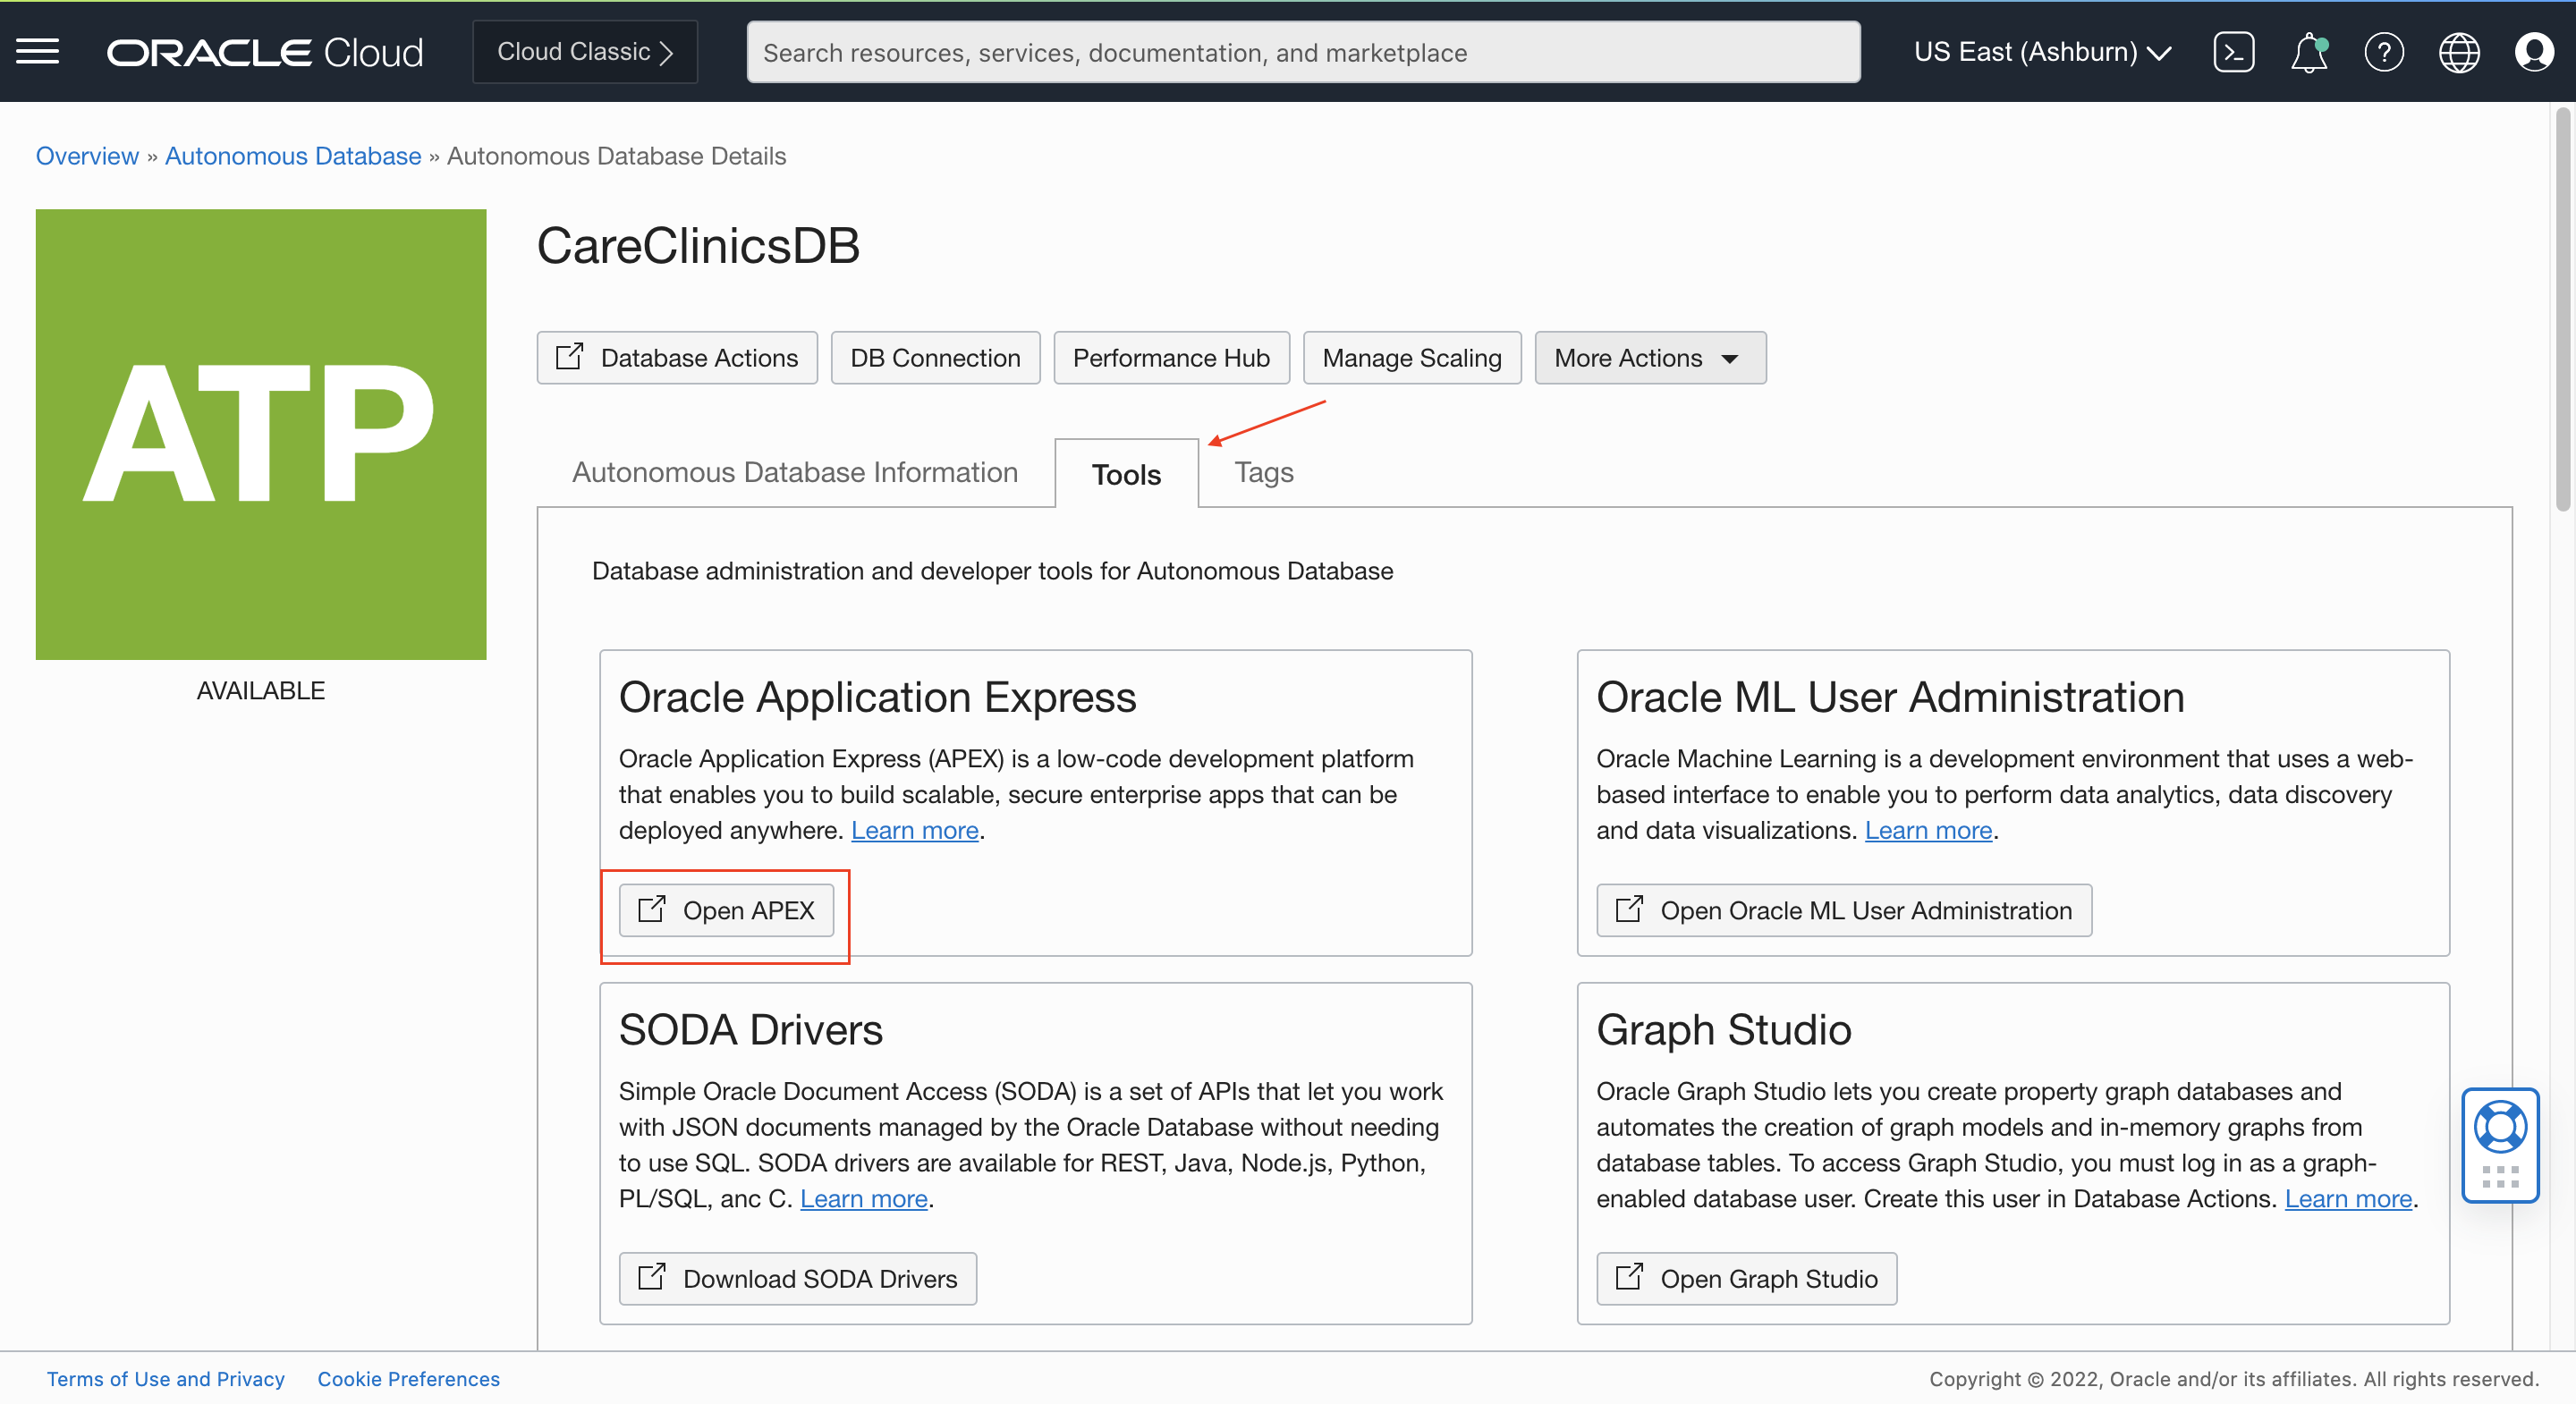 ORACLE Cloud
Cloud Classic
Search resources, services, documentation, and marketplace
US East (Ashburn)
Overview » Autonomous Database » Autonomous Database Details
ATP
AVAILABLE
CareClinicsDB
Database Actions
DB Connection
Performance Hub
Manage Scaling
More Actions
Autonomous Database Information
Tools
Tags
Database administration and developer tools for Autonomous Database
Oracle Application Express
Oracle Application Express (APEX) is a low-code development platform
that enables you to build scalable, secure enterprise apps that can be
deployed anywhere. Learn more.
Open APEX
Oracle ML User Administration
Oracle Machine Learning is a development environment that uses a web-
based interface to enable you to perform data analytics, data discovery
and data visualizations. Learn more.
Open Oracle ML User Administration
SODA Drivers
Simple Oracle Document Access (SODA) is a set of APIs that let you work
with JSON documents managed by the Oracle Database without needing
to use SQL. SODA drivers are available for REST, Java, Node.js, Python,
PL/SQL, anc C. Learn more.
Download SODA Drivers
Graph Studio
Oracle Graph Studio lets you create property graph databases and
automates the creation of graph models and in-memory graphs from
database tables. To access Graph Studio, you must log in as a graph-
enabled database user. Create this user in Database Actions. Learn more.
Open Graph Studio
Terms of Use and Privacy
Cookie Preferences
Copyright © 2022, Oracle and/or its affiliates. All rights reserved.